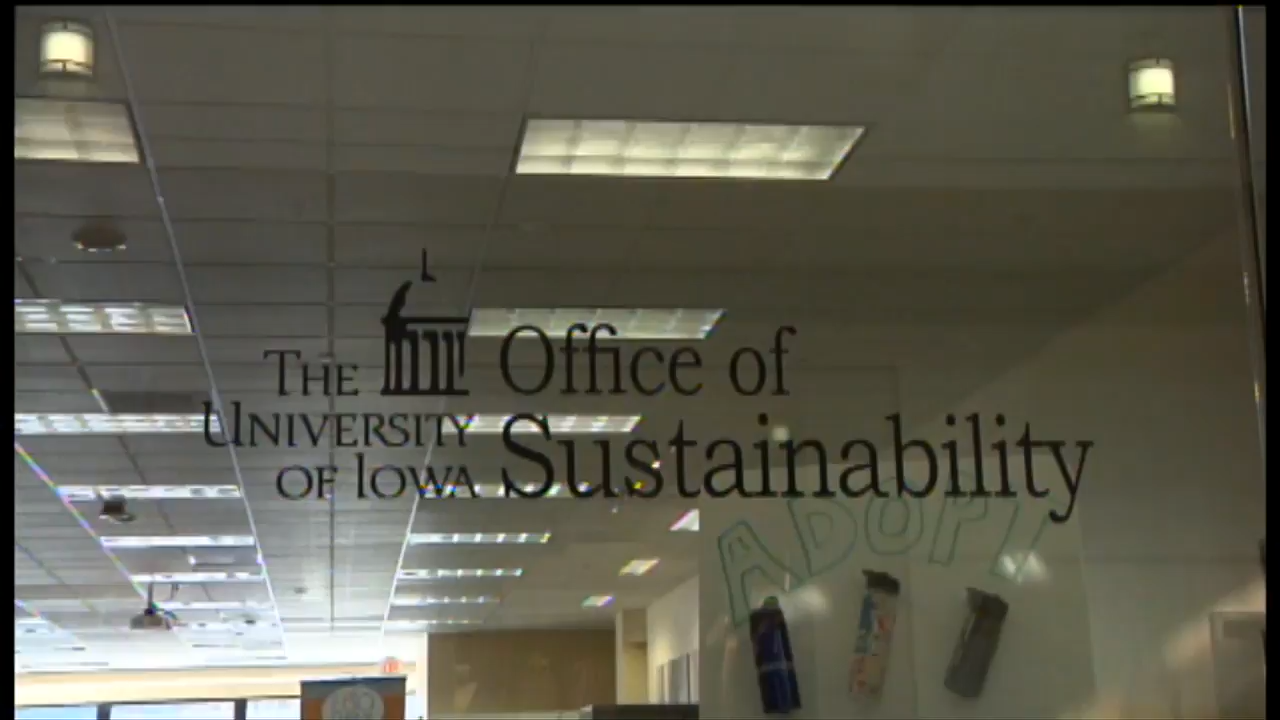 THE
UNIVERSITY
OF IOWA
Office of
Sustainability
ADOPT